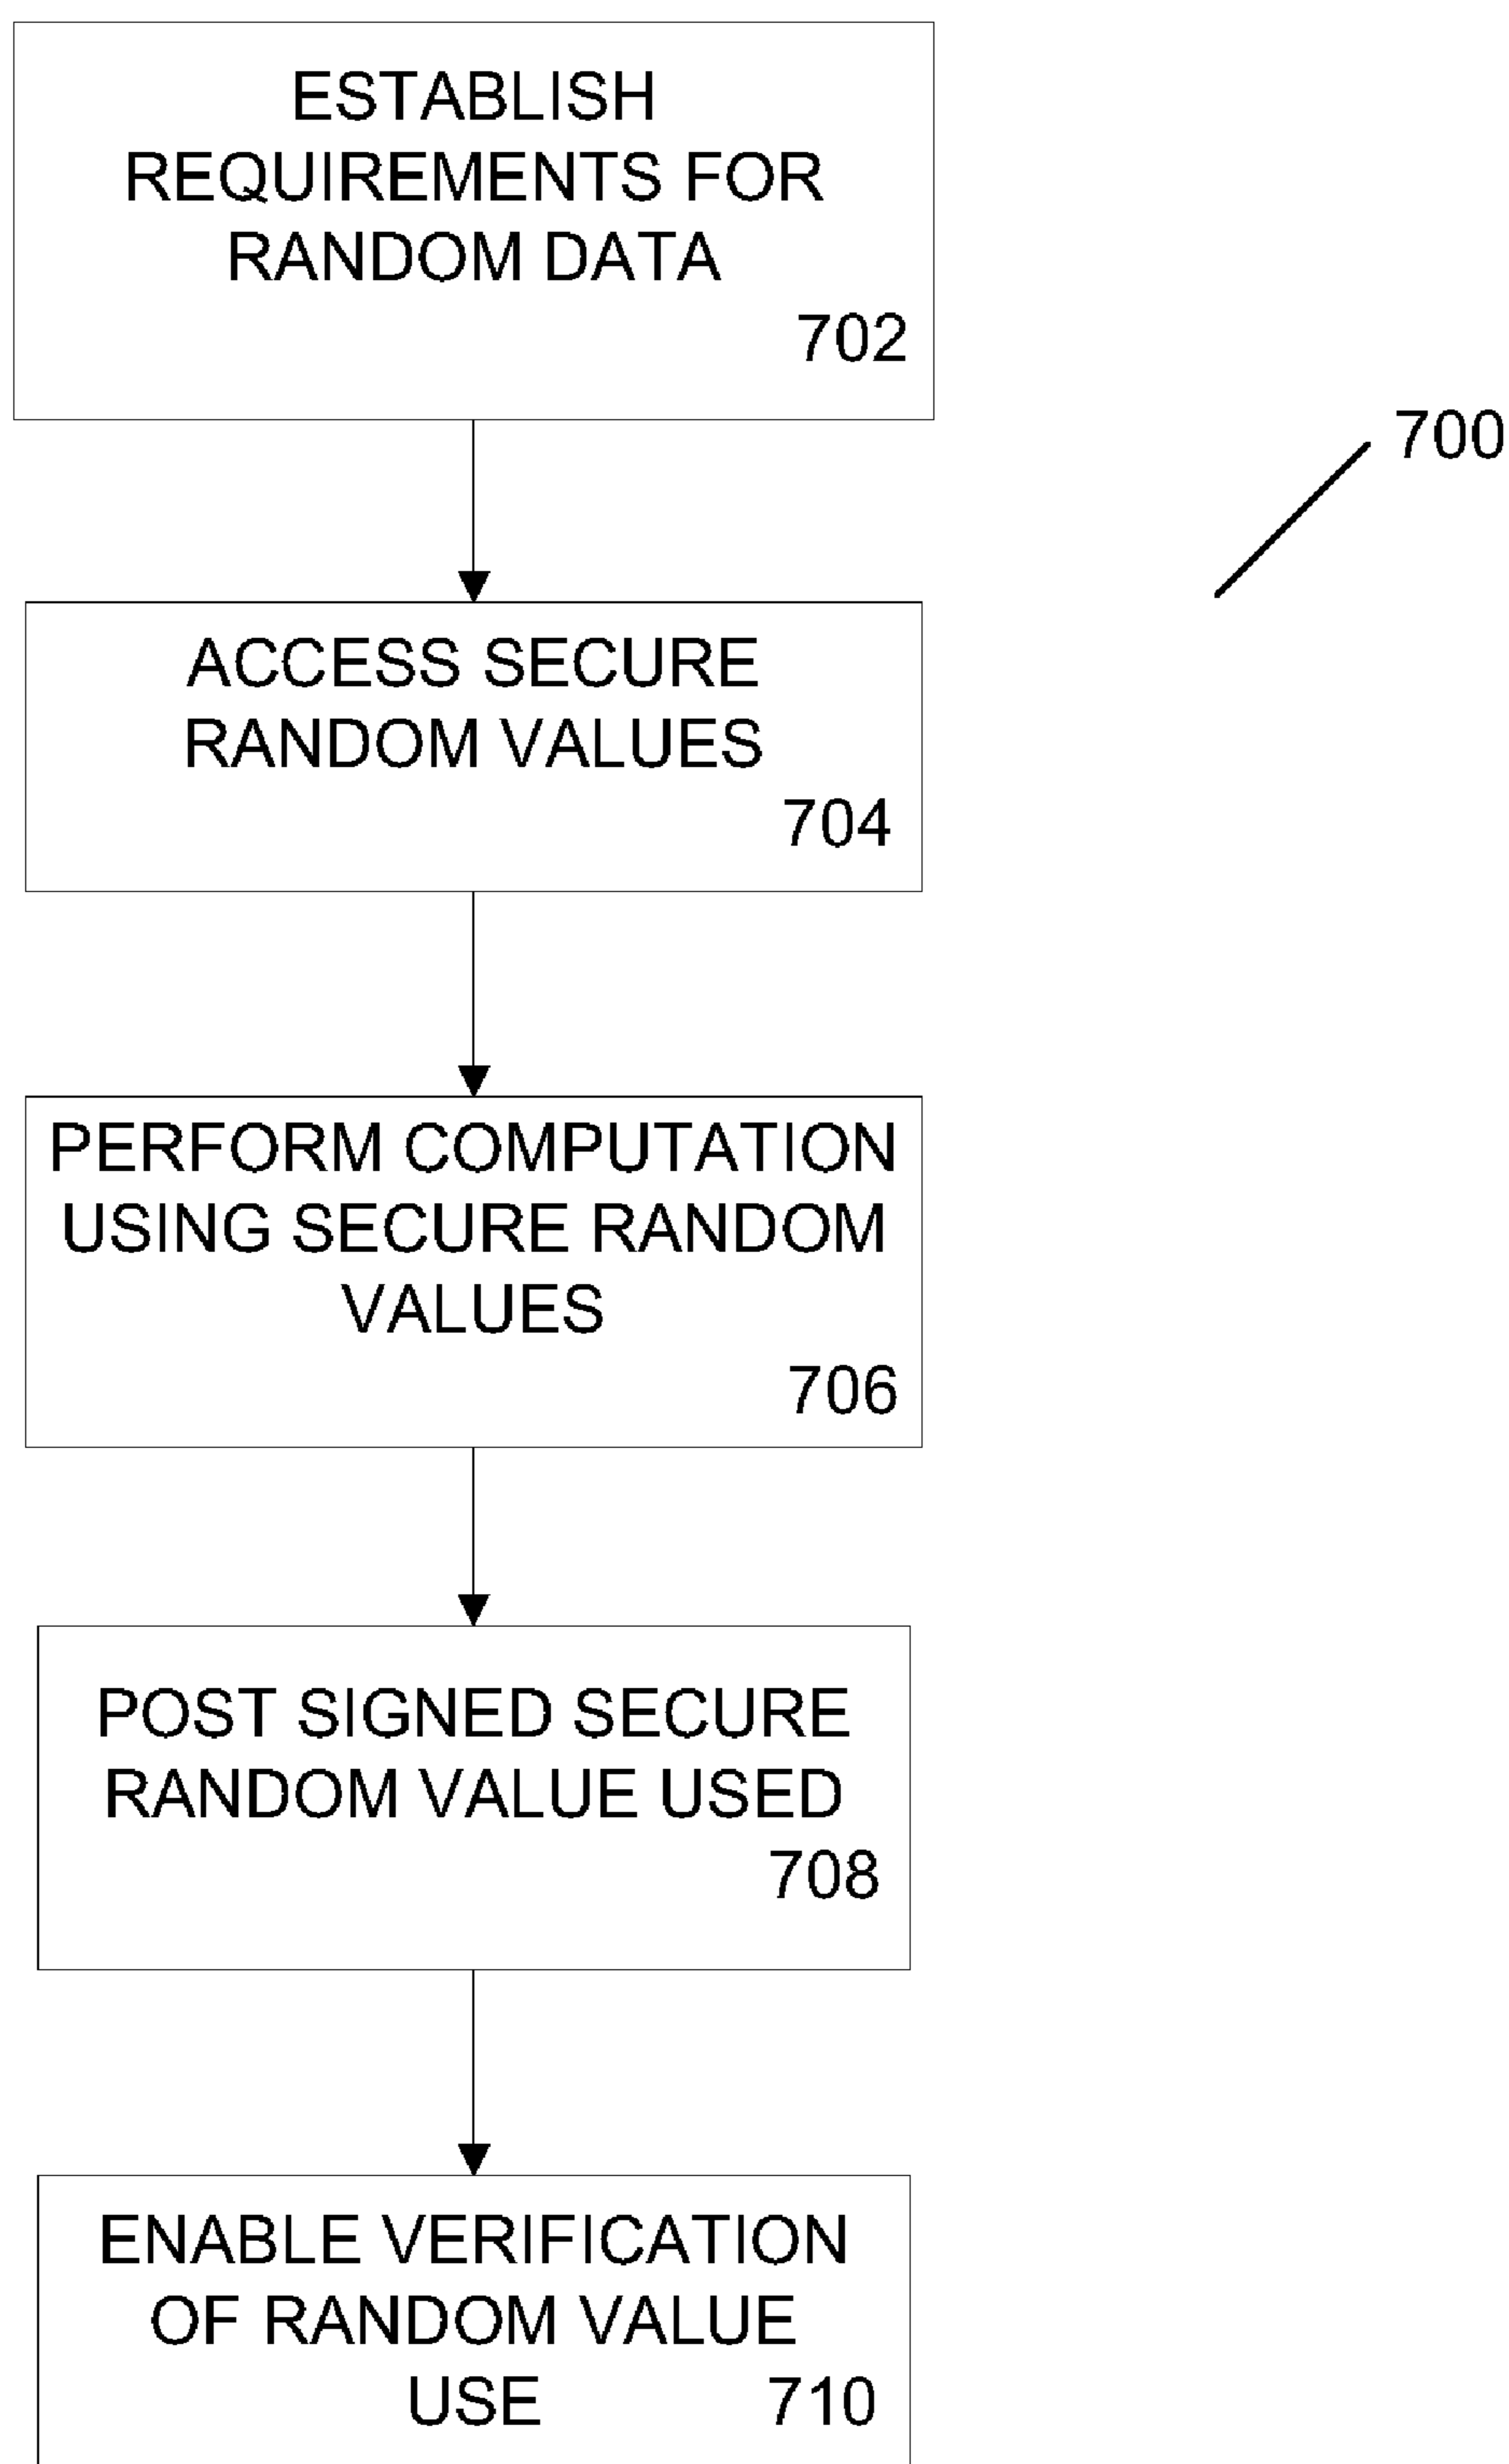 ESTABLISH
REQUIREMENTS FOR
RANDOM DATA
702
700
ACCESS SECURE
RANDOM VALUES
704
PERFORM COMPUTATION
USING SECURE RANDOM
VALUES
706
POST SIGNED SECURE
RANDOM VALUE USED
708
ENABLE VERIFICATION
OF RANDOM VALUE
USE 710